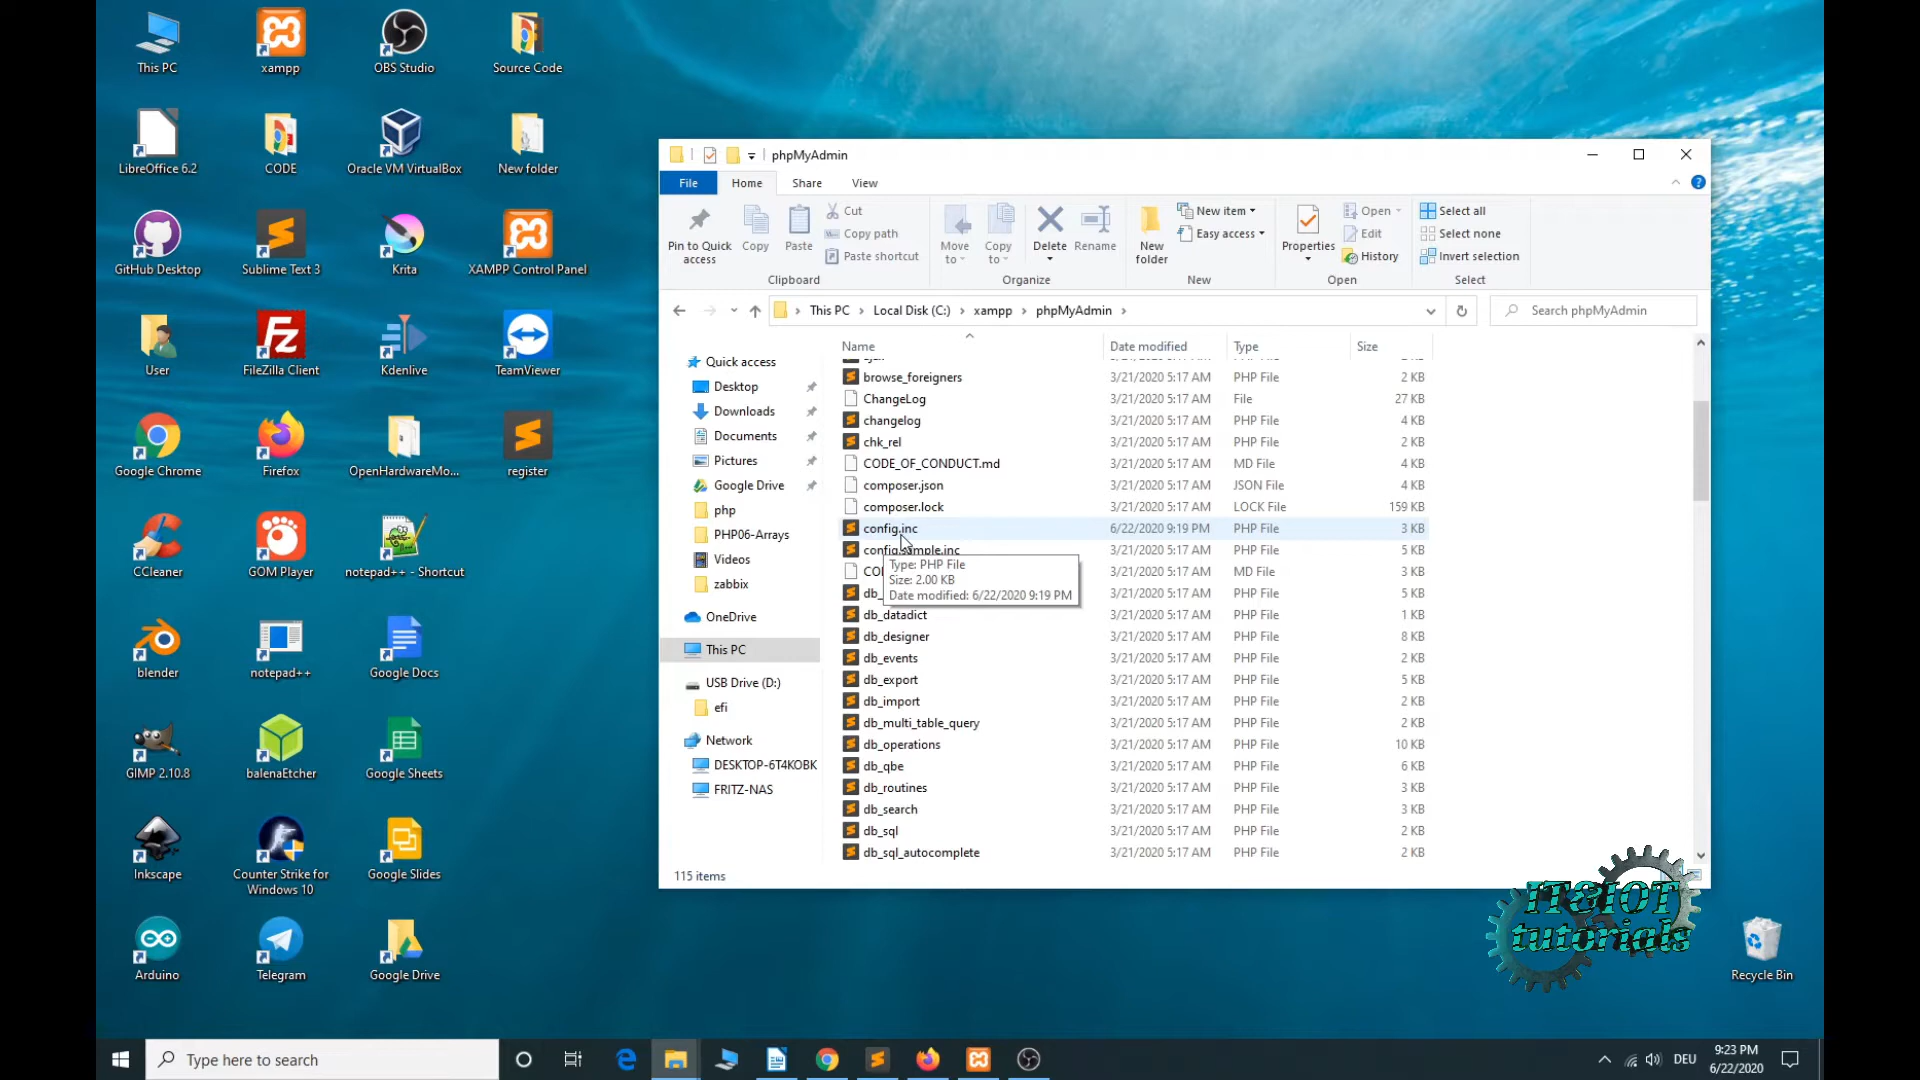 This PC
xampp
OBS Studio
Source Code
LibreOffice 6.2
CODE
Oracle VM VirtualBox
New folder
GitHub Desktop
Sublime Text 3
Krita
XAMPP Control Panel
User
FileZilla Client
Kdenlive
TeamViewer
Google Chrome
Firefox
OpenHardwareMo...
register
CCleaner
GOM Player
notepad++ - Shortcut
blender
notepad++
Google Docs
GIMP 2.10.8
balenaEtcher
Google Sheets
Inkscape
Counter Strike for
Windows 10
Google Slides
Arduino
Telegram
Google Drive
phpMyAdmin
File
Home
Share
View
Pin to Quick
access
Copy
Paste
Cut
Copy path
Paste shortcut
Clipboard
Move
to
Copy
to
Delete
Rename
Organize
New
folder
New item
Easy access
New
Properties
Open
Edit
History
Open
Select all
Select none
Invert selection
Select
This PC > Local Disk (C:) > xampp > phpMyAdmin >
Search phpMyAdmin
Quick access
Desktop
Downloads
Documents
Pictures
Google Drive
php
PHP06-Arrays
Videos
zabbix
OneDrive
This PC
USB Drive (D:)
efi
Network
DESKTOP-6T4KOBK
FRITZ-NAS
Name Date modified Type Size
browse_foreigners 3/21/2020 5:17 AM PHP File 2 KB
ChangeLog 3/21/2020 5:17 AM File 27 KB
changelog 3/21/2020 5:17 AM PHP File 4 KB
chk_rel 3/21/2020 5:17 AM PHP File 2 KB
CODE_OF_CONDUCT.md 3/21/2020 5:17 AM MD File 4 KB
composer.json 3/21/2020 5:17 AM JSON File 4 KB
composer.lock 3/21/2020 5:17 AM LOCK File 159 KB
config.inc 6/22/2020 9:19 PM PHP File 3 KB
config.sample.inc 3/21/2020 5:17 AM PHP File 5 KB
3/21/2020 5:17 AM MD File 3 KB
db_ 3/21/2020 5:17 AM PHP File 5 KB
Type: PHP File
Size: 2.00 KB
Date modified: 6/22/2020 9:19 PM
db_datadict 3/21/2020 5:17 AM PHP File 1 KB
db_designer 3/21/2020 5:17 AM PHP File 8 KB
db_events 3/21/2020 5:17 AM PHP File 2 KB
db_export 3/21/2020 5:17 AM PHP File 5 KB
db_import 3/21/2020 5:17 AM PHP File 2 KB
db_multi_table_query 3/21/2020 5:17 AM PHP File 2 KB
db_operations 3/21/2020 5:17 AM PHP File 10 KB
db_qbe 3/21/2020 5:17 AM PHP File 6 KB
db_routines 3/21/2020 5:17 AM PHP File 2 KB
db_search 3/21/2020 5:17 AM PHP File 3 KB
db_sql 3/21/2020 5:17 AM PHP File 2 KB
db_sql_autocomplete 3/21/2020 5:17 AM PHP File 2 KB
115 items
IT&IOT
tutorials
Recycle Bin
Type here to search
DEU
9:23 PM
6/22/2020